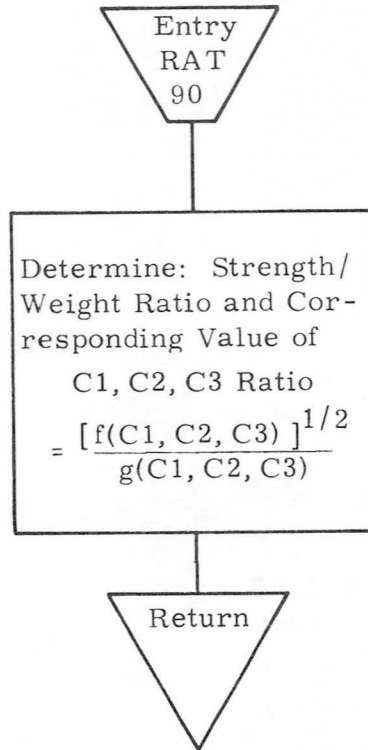 Entry
RAT
90
Determine: Strength/
Weight Ratio and Cor-
responding Value of
C1, C2, C3 Ratio
= [f(C1, C2, C3) ]^1/2
g(C1, C2, C3)
Return